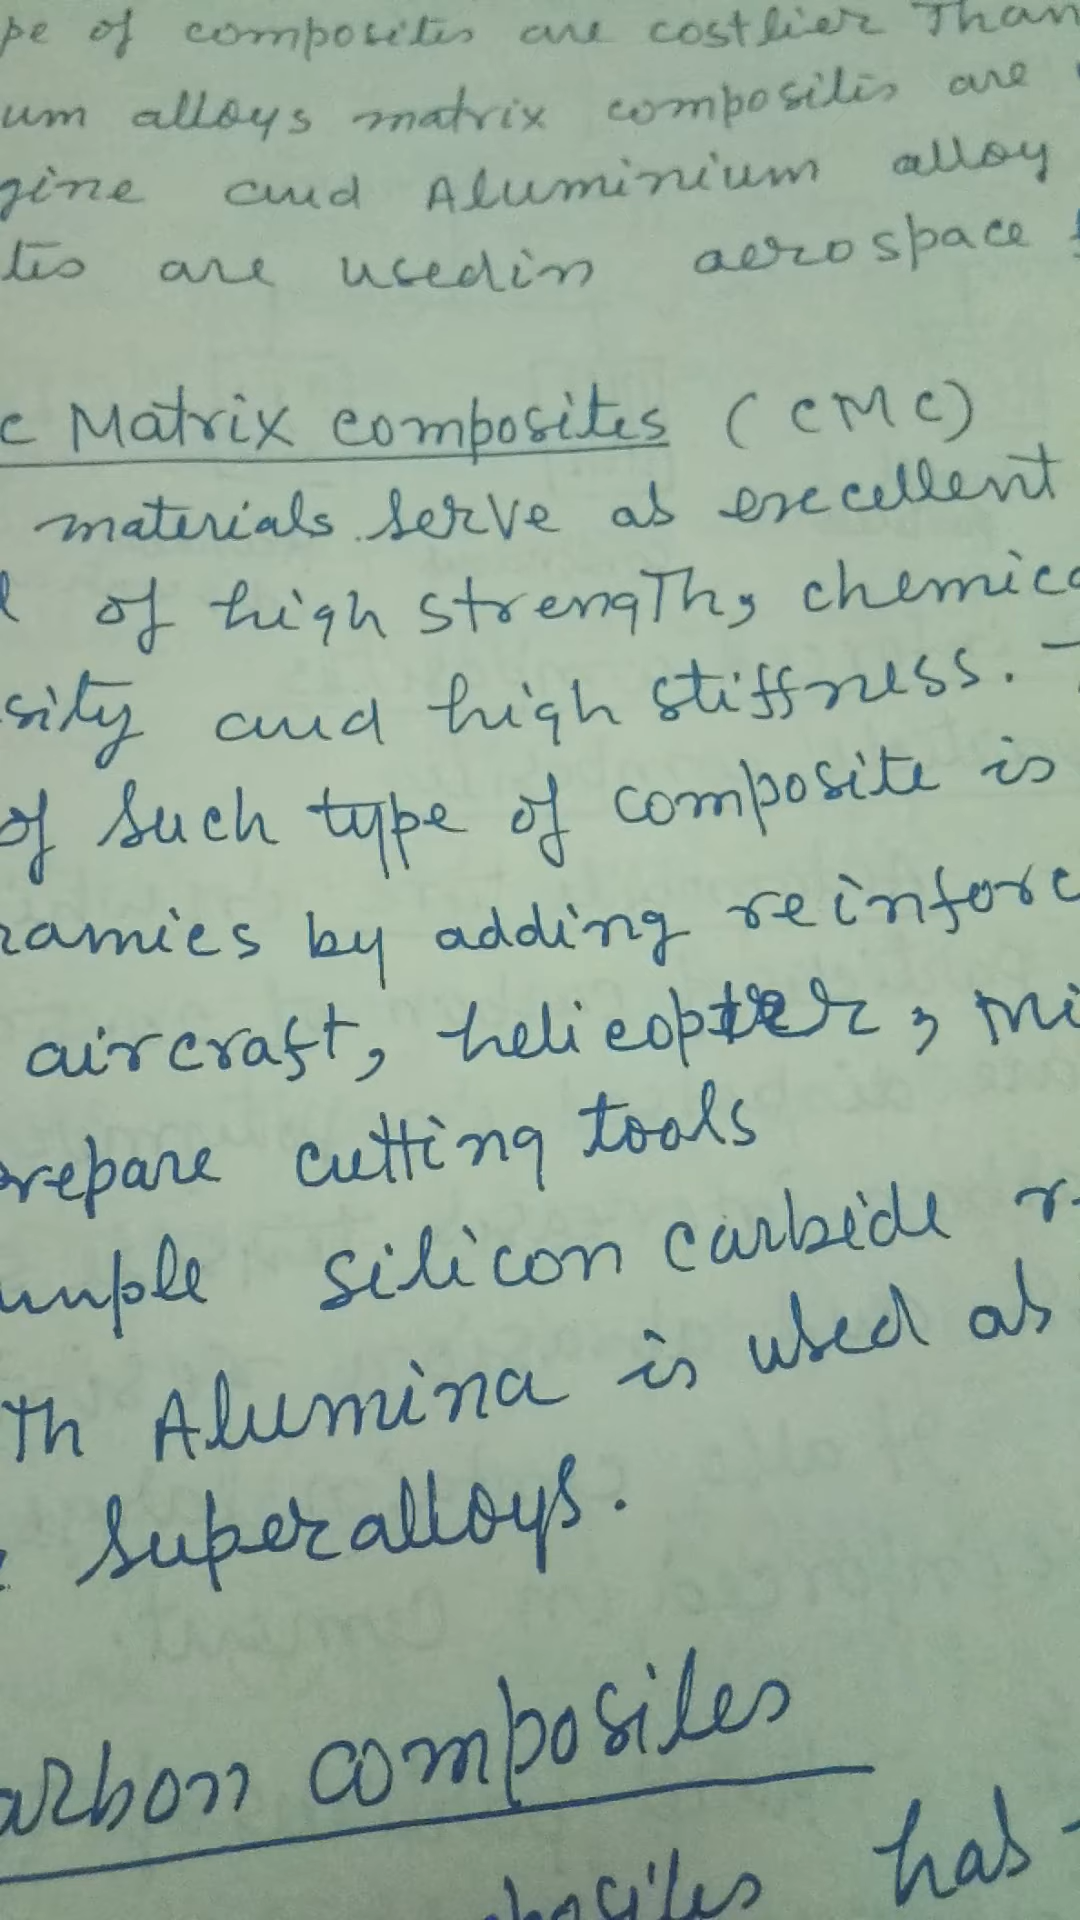 pe of composites are costlier Than
um alloys matrix composites are
gine and Aluminium alloy
tes are usedin aerospace
c Matrix composites (CMC)
materials serve as excellent
l of high strength, chemic
sity and high stiffness.
of such type of composite is
ramics by adding reinforc
aircraft, helicopter, mi
repare cutting tools
mple silicon carbide r
th Alumina is used as
superalloys.
arbon composites
posites has